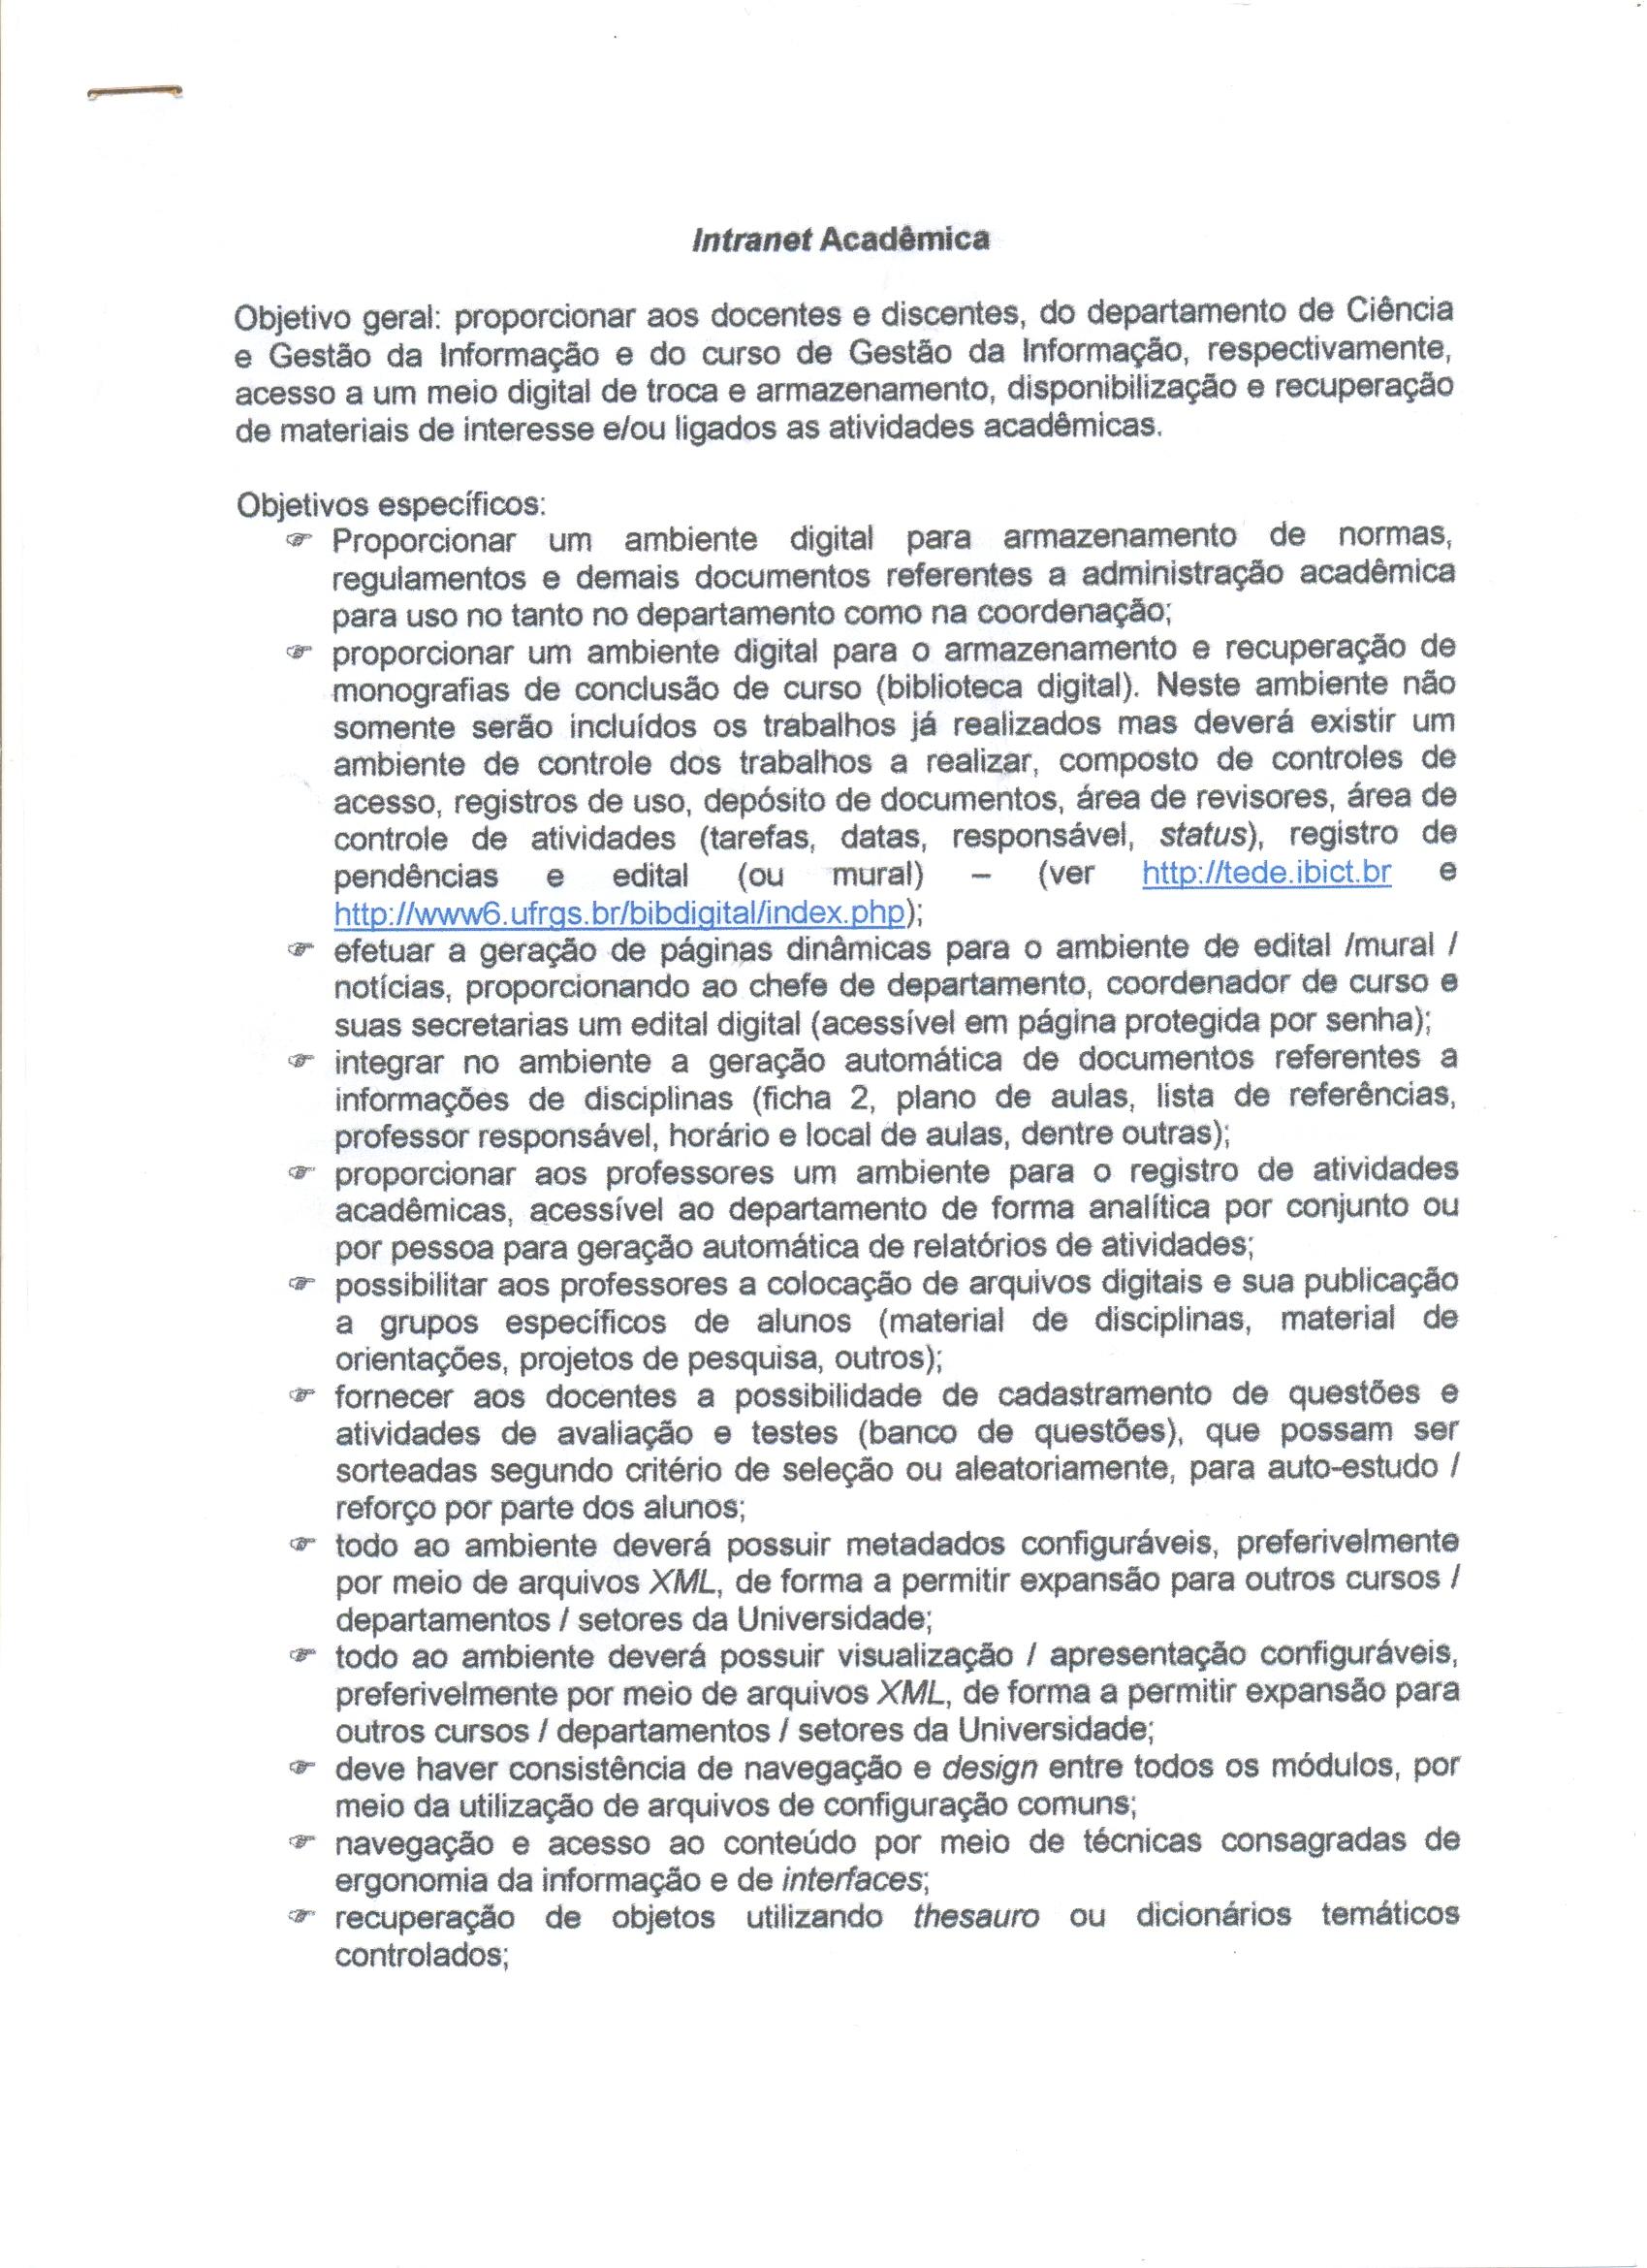 Intranet Acadêmica
Objetivo geral: proporcionar aos docentes e discentes, do departamento de Ciência
e Gestão da Informação e do curso de Gestão da Informação, respectivamente,
acesso a um meio digital de troca e armazenamento, disponibilização e recuperação
de materiais de interesse e/ou ligados as atividades acadêmicas.
Objetivos específicos:
☞ Proporcionar um ambiente digital para armazenamento de normas,
regulamentos e demais documentos referentes a administração acadêmica
para uso no tanto no departamento como na coordenação;
☞ proporcionar um ambiente digital para o armazenamento e recuperação de
monografias de conclusão de curso (biblioteca digital). Neste ambiente não
somente serão incluídos os trabalhos já realizados mas deverá existir um
ambiente de controle dos trabalhos a realizar, composto de controles de
acesso, registros de uso, depósito de documentos, área de revisores, área de
controle de atividades (tarefas, datas, responsável, status), registro de
pendências e edital (ou mural) – (ver http://tede.ibict.br e
http://www6.ufrgs.br/bibdigital/index.php);
☞ efetuar a geração de páginas dinâmicas para o ambiente de edital /mural /
notícias, proporcionando ao chefe de departamento, coordenador de curso e
suas secretarias um edital digital (acessível em página protegida por senha);
☞ integrar no ambiente a geração automática de documentos referentes a
informações de disciplinas (ficha 2, plano de aulas, lista de referências,
professor responsável, horário e local de aulas, dentre outras);
☞ proporcionar aos professores um ambiente para o registro de atividades
acadêmicas, acessível ao departamento de forma analítica por conjunto ou
por pessoa para geração automática de relatórios de atividades;
☞ possibilitar aos professores a colocação de arquivos digitais e sua publicação
a grupos específicos de alunos (material de disciplinas, material de
orientações, projetos de pesquisa, outros);
☞ fornecer aos docentes a possibilidade de cadastramento de questões e
atividades de avaliação e testes (banco de questões), que possam ser
sorteadas segundo critério de seleção ou aleatoriamente, para auto-estudo /
reforço por parte dos alunos;
☞ todo ao ambiente deverá possuir metadados configuráveis, preferivelmente
por meio de arquivos XML, de forma a permitir expansão para outros cursos /
departamentos / setores da Universidade;
☞ todo ao ambiente deverá possuir visualização / apresentação configuráveis,
preferivelmente por meio de arquivos XML, de forma a permitir expansão para
outros cursos / departamentos / setores da Universidade;
☞ deve haver consistência de navegação e design entre todos os módulos, por
meio da utilização de arquivos de configuração comuns;
☞ navegação e acesso ao conteúdo por meio de técnicas consagradas de
ergonomia da informação e de interfaces;
☞ recuperação de objetos utilizando thesauro ou dicionários temáticos
controlados;